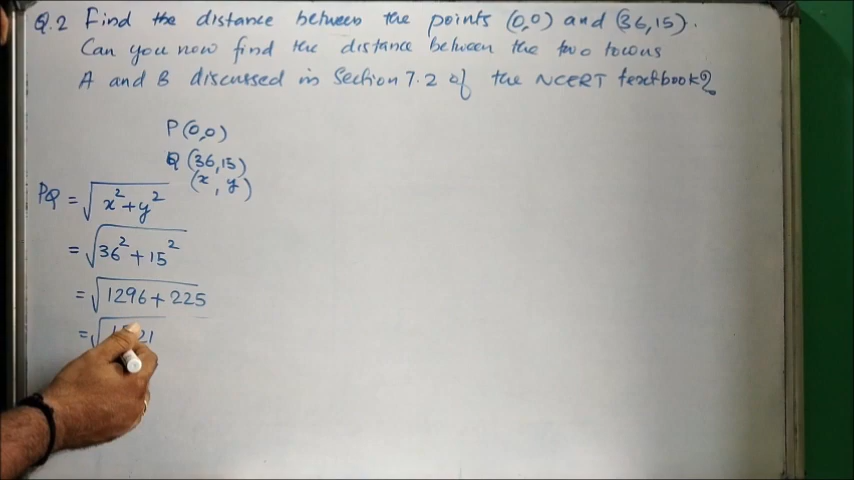 Q.2 Find the distance between the points (0,0) and (36,15).
Can you now find the distance between the two towns
A and B discussed in Section 7.2 of the NCERT textbook?
P(0,0)
Q(36,15)
(x, y)
PQ = √x²+y²
= √36²+15²
= √1296+225